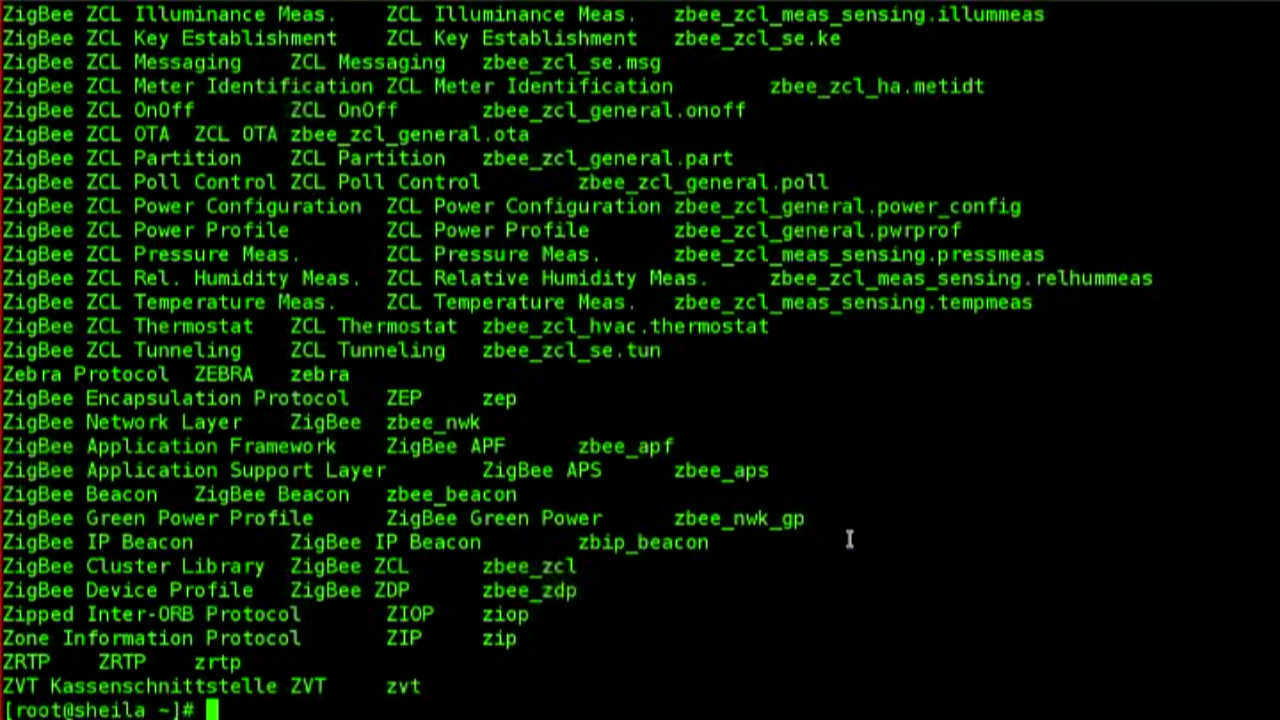 ZigBee ZCL Illuminance Meas.    ZCL Illuminance Meas.   zbee_zcl_meas_sensing.illummeas
ZigBee ZCL Key Establishment    ZCL Key Establishment   zbee_zcl_se.ke
ZigBee ZCL Messaging    ZCL Messaging   zbee_zcl_se.msg
ZigBee ZCL Meter Identification ZCL Meter Identification        zbee_zcl_ha.metidt
ZigBee ZCL OnOff        ZCL OnOff       zbee_zcl_general.onoff
ZigBee ZCL OTA  ZCL OTA zbee_zcl_general.ota
ZigBee ZCL Partition    ZCL Partition   zbee_zcl_general.part
ZigBee ZCL Poll Control ZCL Poll Control        zbee_zcl_general.poll
ZigBee ZCL Power Configuration  ZCL Power Configuration zbee_zcl_general.power_config
ZigBee ZCL Power Profile        ZCL Power Profile       zbee_zcl_general.pwrprof
ZigBee ZCL Pressure Meas.       ZCL Pressure Meas.      zbee_zcl_meas_sensing.pressmeas
ZigBee ZCL Rel. Humidity Meas.  ZCL Relative Humidity Meas.     zbee_zcl_meas_sensing.relhummeas
ZigBee ZCL Temperature Meas.    ZCL Temperature Meas.   zbee_zcl_meas_sensing.tempmeas
ZigBee ZCL Thermostat   ZCL Thermostat  zbee_zcl_hvac.thermostat
ZigBee ZCL Tunneling    ZCL Tunneling   zbee_zcl_se.tun
Zebra Protocol  ZEBRA   zebra
ZigBee Encapsulation Protocol   ZEP     zep
ZigBee Network Layer    ZigBee  zbee_nwk
ZigBee Application Framework    ZigBee APF      zbee_apf
ZigBee Application Support Layer        ZigBee APS      zbee_aps
ZigBee Beacon   ZigBee Beacon   zbee_beacon
ZigBee Green Power Profile      ZigBee Green Power      zbee_nwk_gp
ZigBee IP Beacon        ZigBee IP Beacon        zbip_beacon
ZigBee Cluster Library  ZigBee ZCL      zbee_zcl
ZigBee Device Profile   ZigBee ZDP      zbee_zdp
Zipped Inter-ORB Protocol       ZIOP    ziop
Zone Information Protocol       ZIP     zip
ZRTP    ZRTP    zrtp
ZVT Kassenschnittstelle ZVT     zvt
[root@sheila ~]#